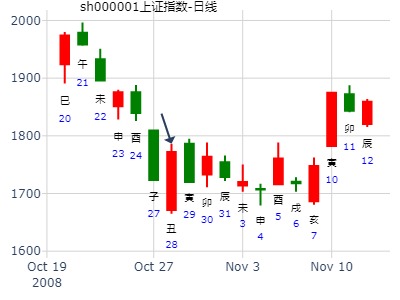 sh000001上证指数-日线
2000
1900
1800
1700
1600
巳
20
午
21
未
22
申
23
酉
24
子
27
丑
28
寅
29
卯
30
辰
31
未
3
申
4
酉
5
戌
6
亥
7
寅
10
卯
11
辰
12
Oct 19
2008
Oct 27
Nov 3
Nov 10